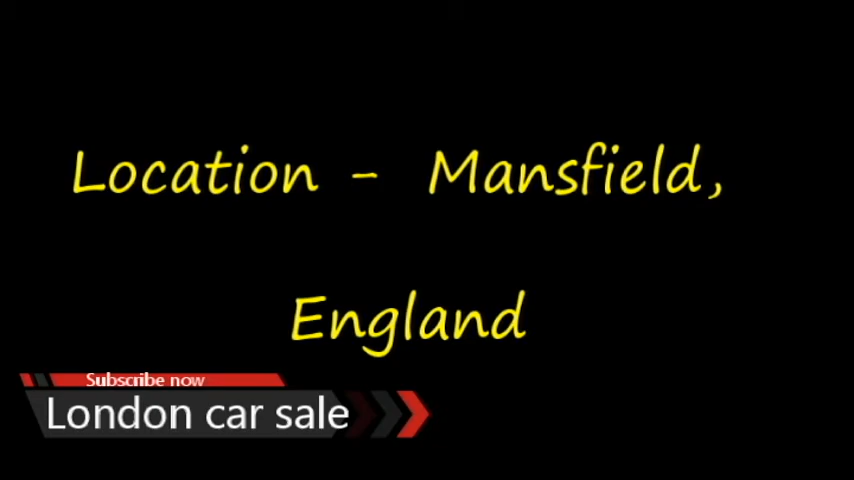 Location - Mansfield,
England
Subscribe now
London car sale